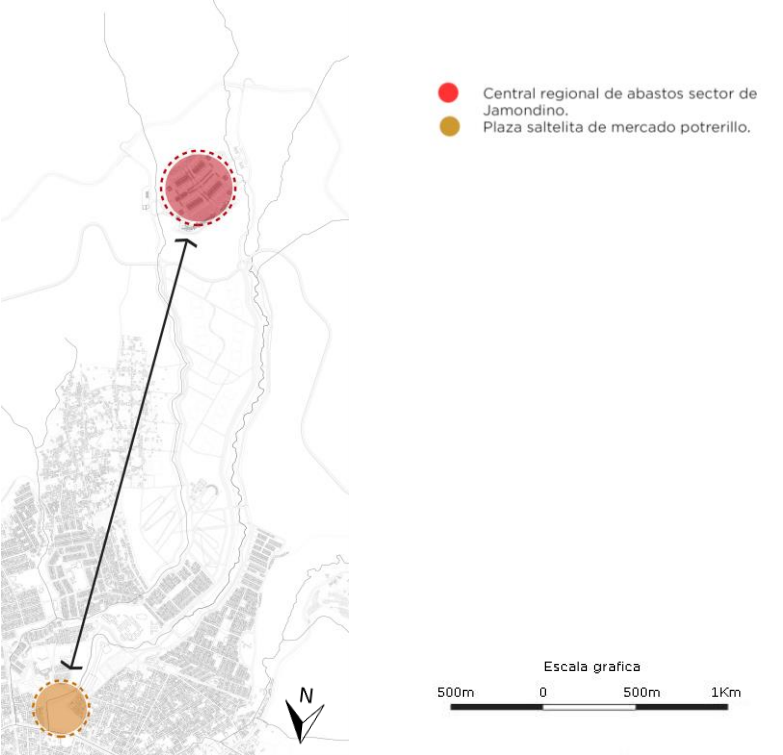 Central regional de abastos sector de
Jamondino.
Plaza saltelita de mercado potrerillo.
N
Escala grafica
500m 0 500m 1Km